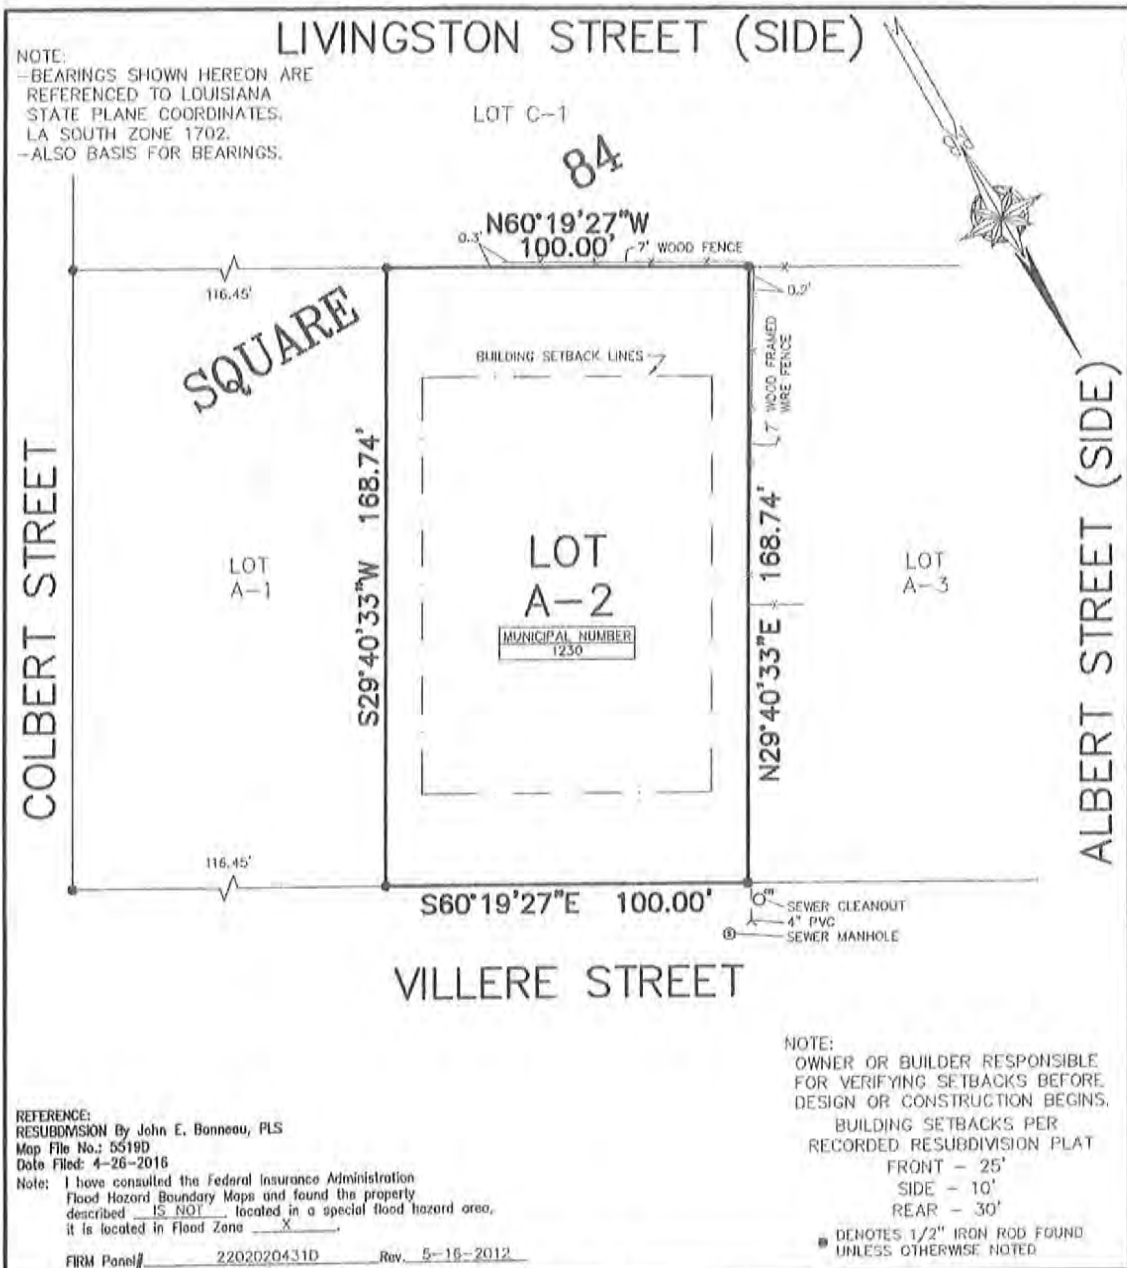 LIVINGSTON STREET (SIDE)
NOTE:
-BEARINGS SHOWN HEREON ARE
REFERENCED TO LOUISIANA
STATE PLANE COORDINATES.
LA SOUTH ZONE 1702.
-ALSO BASIS FOR BEARINGS.
LOT C-1
SQUARE 84
N60°19'27"W
100.00'
0.3'
7' WOOD FENCE
116.45'
0.2'
7' WOOD FRAMED
WIRE FENCE
BUILDING SETBACK LINES
COLBERT STREET
LOT
A-1
S29°40'33"W 168.74'
LOT
A-2
MUNICIPAL NUMBER
1230
N29°40'33"E 168.74'
LOT
A-3
ALBERT STREET (SIDE)
116.45'
S60°19'27"E 100.00'
SEWER CLEANOUT
4" PVC
SEWER MANHOLE
S
VILLERE STREET
NOTE:
OWNER OR BUILDER RESPONSIBLE
FOR VERIFYING SETBACKS BEFORE
DESIGN OR CONSTRUCTION BEGINS.
BUILDING SETBACKS PER
RECORDED RESUBDIVISION PLAT
FRONT - 25'
SIDE - 10'
REAR - 30'
DENOTES 1/2" IRON ROD FOUND
UNLESS OTHERWISE NOTED
REFERENCE:
RESUBDIVISION By John E. Bonneau, PLS
Map File No.: 5519D
Date Filed: 4-26-2016
Note: I have consulted the Federal Insurance Administration
Flood Hazard Boundary Maps and found the property
described IS NOT located in a special flood hazard area,
it is located in Flood Zone X.
FIRM Panel# 2202020431D Rev. 5-16-2012